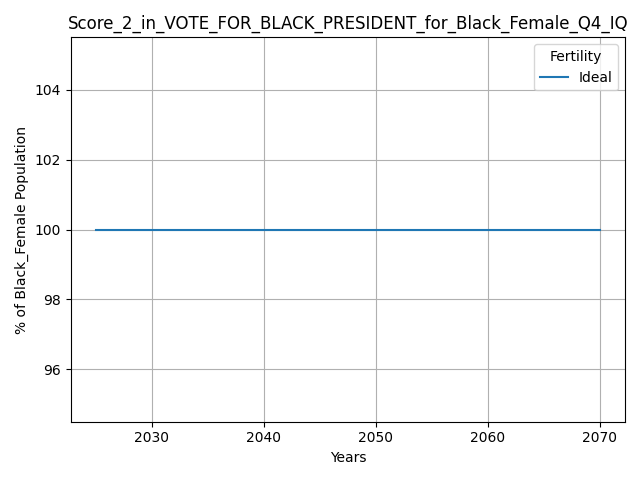 Score_2_in_VOTE_FOR_BLACK_PRESIDENT_for_Black_Female_Q4_IQ
Fertility
Ideal
% of Black_Female Population
104
102
100
98
96
2030
2040
2050
2060
2070
Years